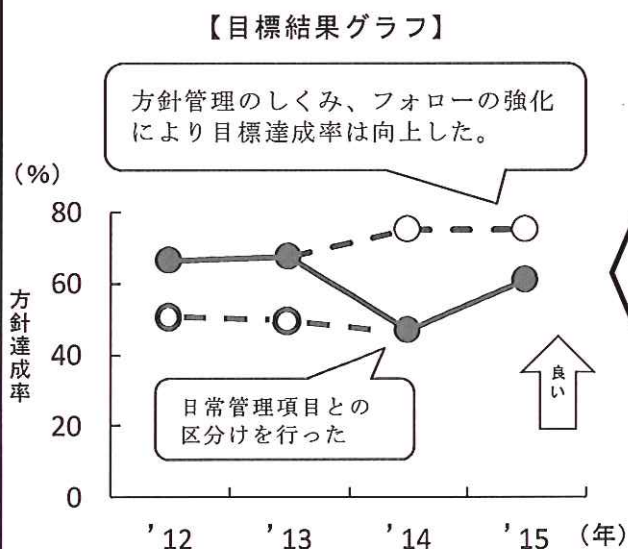 【目標結果グラフ】
方針管理のしくみ、フォローの強化
により目標達成率は向上した。
(%)
80
60
40
20
0
方針達成率
日常管理項目との
区分けを行った
良い
'12
'13
'14
'15
(年)